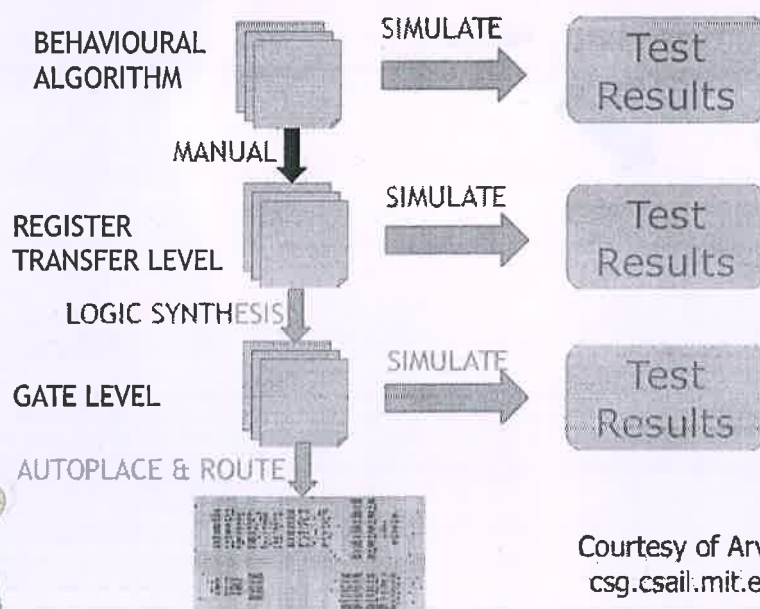 BEHAVIOURAL
ALGORITHM
SIMULATE
Test
Results
MANUAL
REGISTER
TRANSFER LEVEL
SIMULATE
Test
Results
LOGIC SYNTHESIS
GATE LEVEL
SIMULATE
Test
Results
AUTOPLACE & ROUTE
Courtesy of Arv
csg.csail.mit.e